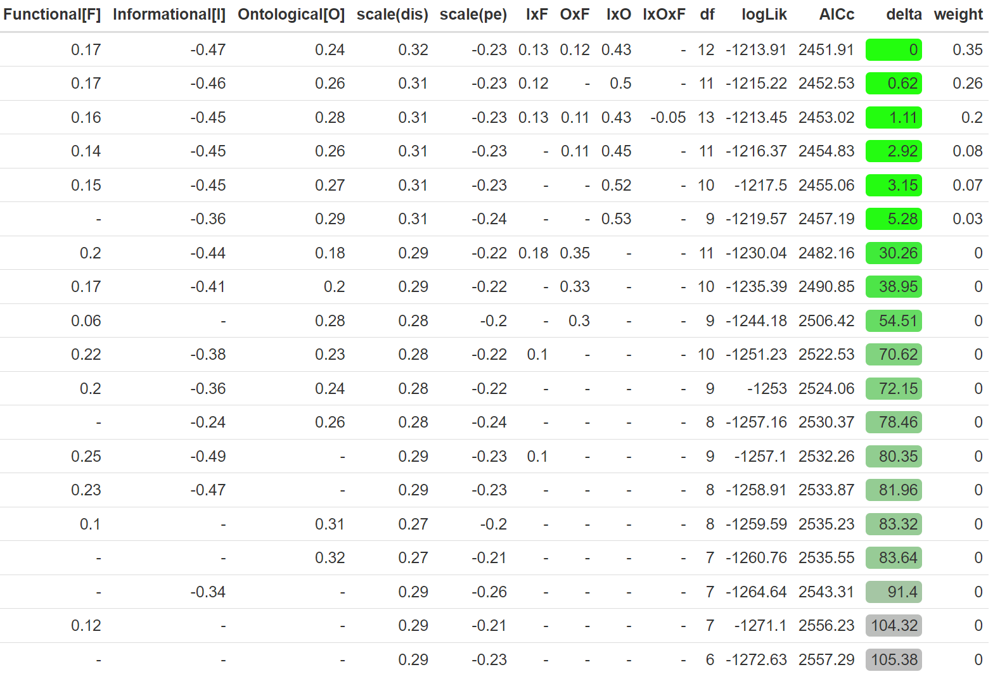 Functional[F] Informational[I] Ontological[O] scale(dis) scale(pe) IxF OxF IxO IxOxF df logLik AICc delta weight
0.17 -0.47 0.24 0.32 -0.23 0.13 0.12 0.43 - 12 -1213.91 2451.91 0 0.35
0.17 -0.46 0.26 0.31 -0.23 0.12 - 0.5 - 11 -1215.22 2452.53 0.62 0.26
0.16 -0.45 0.28 0.31 -0.23 0.13 0.11 0.43 -0.05 13 -1213.45 2453.02 1.11 0.2
0.14 -0.45 0.26 0.31 -0.23 - 0.11 0.45 - 11 -1216.37 2454.83 2.92 0.08
0.15 -0.45 0.27 0.31 -0.23 - - 0.52 - 10 -1217.5 2455.06 3.15 0.07
- -0.36 0.29 0.31 -0.24 - - 0.53 - 9 -1219.57 2457.19 5.28 0.03
0.2 -0.44 0.18 0.29 -0.22 0.18 0.35 - - 11 -1230.04 2482.16 30.26 0
0.17 -0.41 0.2 0.29 -0.22 - 0.33 - - 10 -1235.39 2490.85 38.95 0
0.06 - 0.28 0.28 -0.2 - 0.3 - - 9 -1244.18 2506.42 54.51 0
0.22 -0.38 0.23 0.28 -0.22 0.1 - - - 10 -1251.23 2522.53 70.62 0
0.2 -0.36 0.24 0.28 -0.22 - - - - 9 -1253 2524.06 72.15 0
- -0.24 0.26 0.28 -0.24 - - - - 8 -1257.16 2530.37 78.46 0
0.25 -0.49 - 0.29 -0.23 0.1 - - - 9 -1257.1 2532.26 80.35 0
0.23 -0.47 - 0.29 -0.23 - - - - 8 -1258.91 2533.87 81.96 0
0.1 - 0.31 0.27 -0.2 - - - - 8 -1259.59 2535.23 83.32 0
- - 0.32 0.27 -0.21 - - - - 7 -1260.76 2535.55 83.64 0
- -0.34 - 0.29 -0.26 - - - - 7 -1264.64 2543.31 91.4 0
0.12 - - 0.29 -0.21 - - - - 7 -1271.1 2556.23 104.32 0
- - - 0.29 -0.23 - - - - 6 -1272.63 2557.29 105.38 0